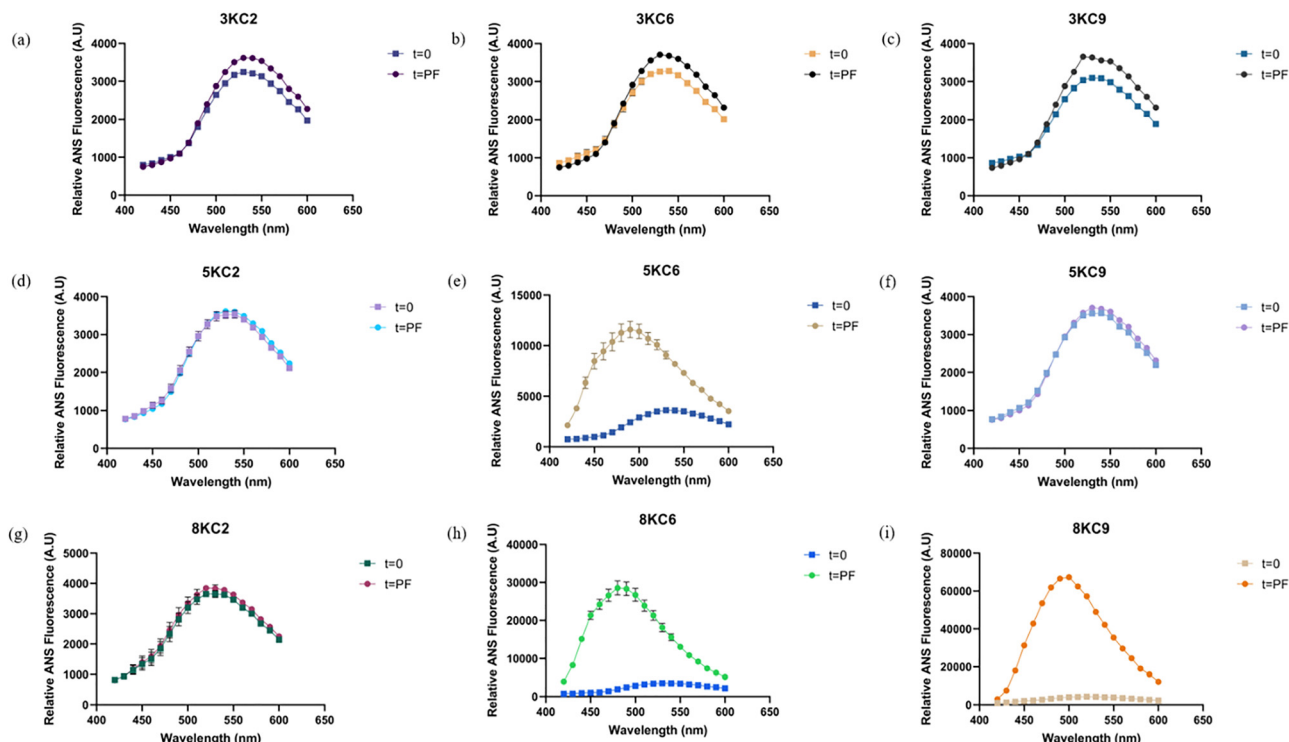 (a)
3KC2
Relative ANS Fluorescence (A.U)
4000
3000
2000
1000
0
400 450 500 550 600 650
Wavelength (nm)
t=0
t=PF
b)
3KC6
Relative ANS Fluorescence (A.U)
4000
3000
2000
1000
0
400 450 500 550 600 650
Wavelength (nm)
t=0
t=PF
(c)
3KC9
Relative ANS Fluorescence (A.U)
4000
3000
2000
1000
0
400 450 500 550 600 650
Wavelength (nm)
t=0
t=PF
(d)
5KC2
Relative ANS Fluorescence (A.U)
4000
3000
2000
1000
0
400 450 500 550 600 650
Wavelength (nm)
t=0
t=PF
(e)
5KC6
Relative ANS Fluorescence (A.U)
15000
10000
5000
0
400 450 500 550 600 650
Wavelength (nm)
t=0
t=PF
(f)
5KC9
Relative ANS Fluorescence (A.U)
4000
3000
2000
1000
0
400 450 500 550 600 650
Wavelength (nm)
t=0
t=PF
(g)
8KC2
Relative ANS Fluorescence (A.U)
5000
4000
3000
2000
1000
0
400 450 500 550 600 650
Wavelength (nm)
t=0
t=PF
(h)
8KC6
Relative ANS Fluorescence (A.U)
40000
30000
20000
10000
0
400 450 500 550 600 650
Wavelength (nm)
t=0
t=PF
(i)
8KC9
Relative ANS Fluorescence (A.U)
80000
60000
40000
20000
0
400 450 500 550 600 650
Wavelength (nm)
t=0
t=PF